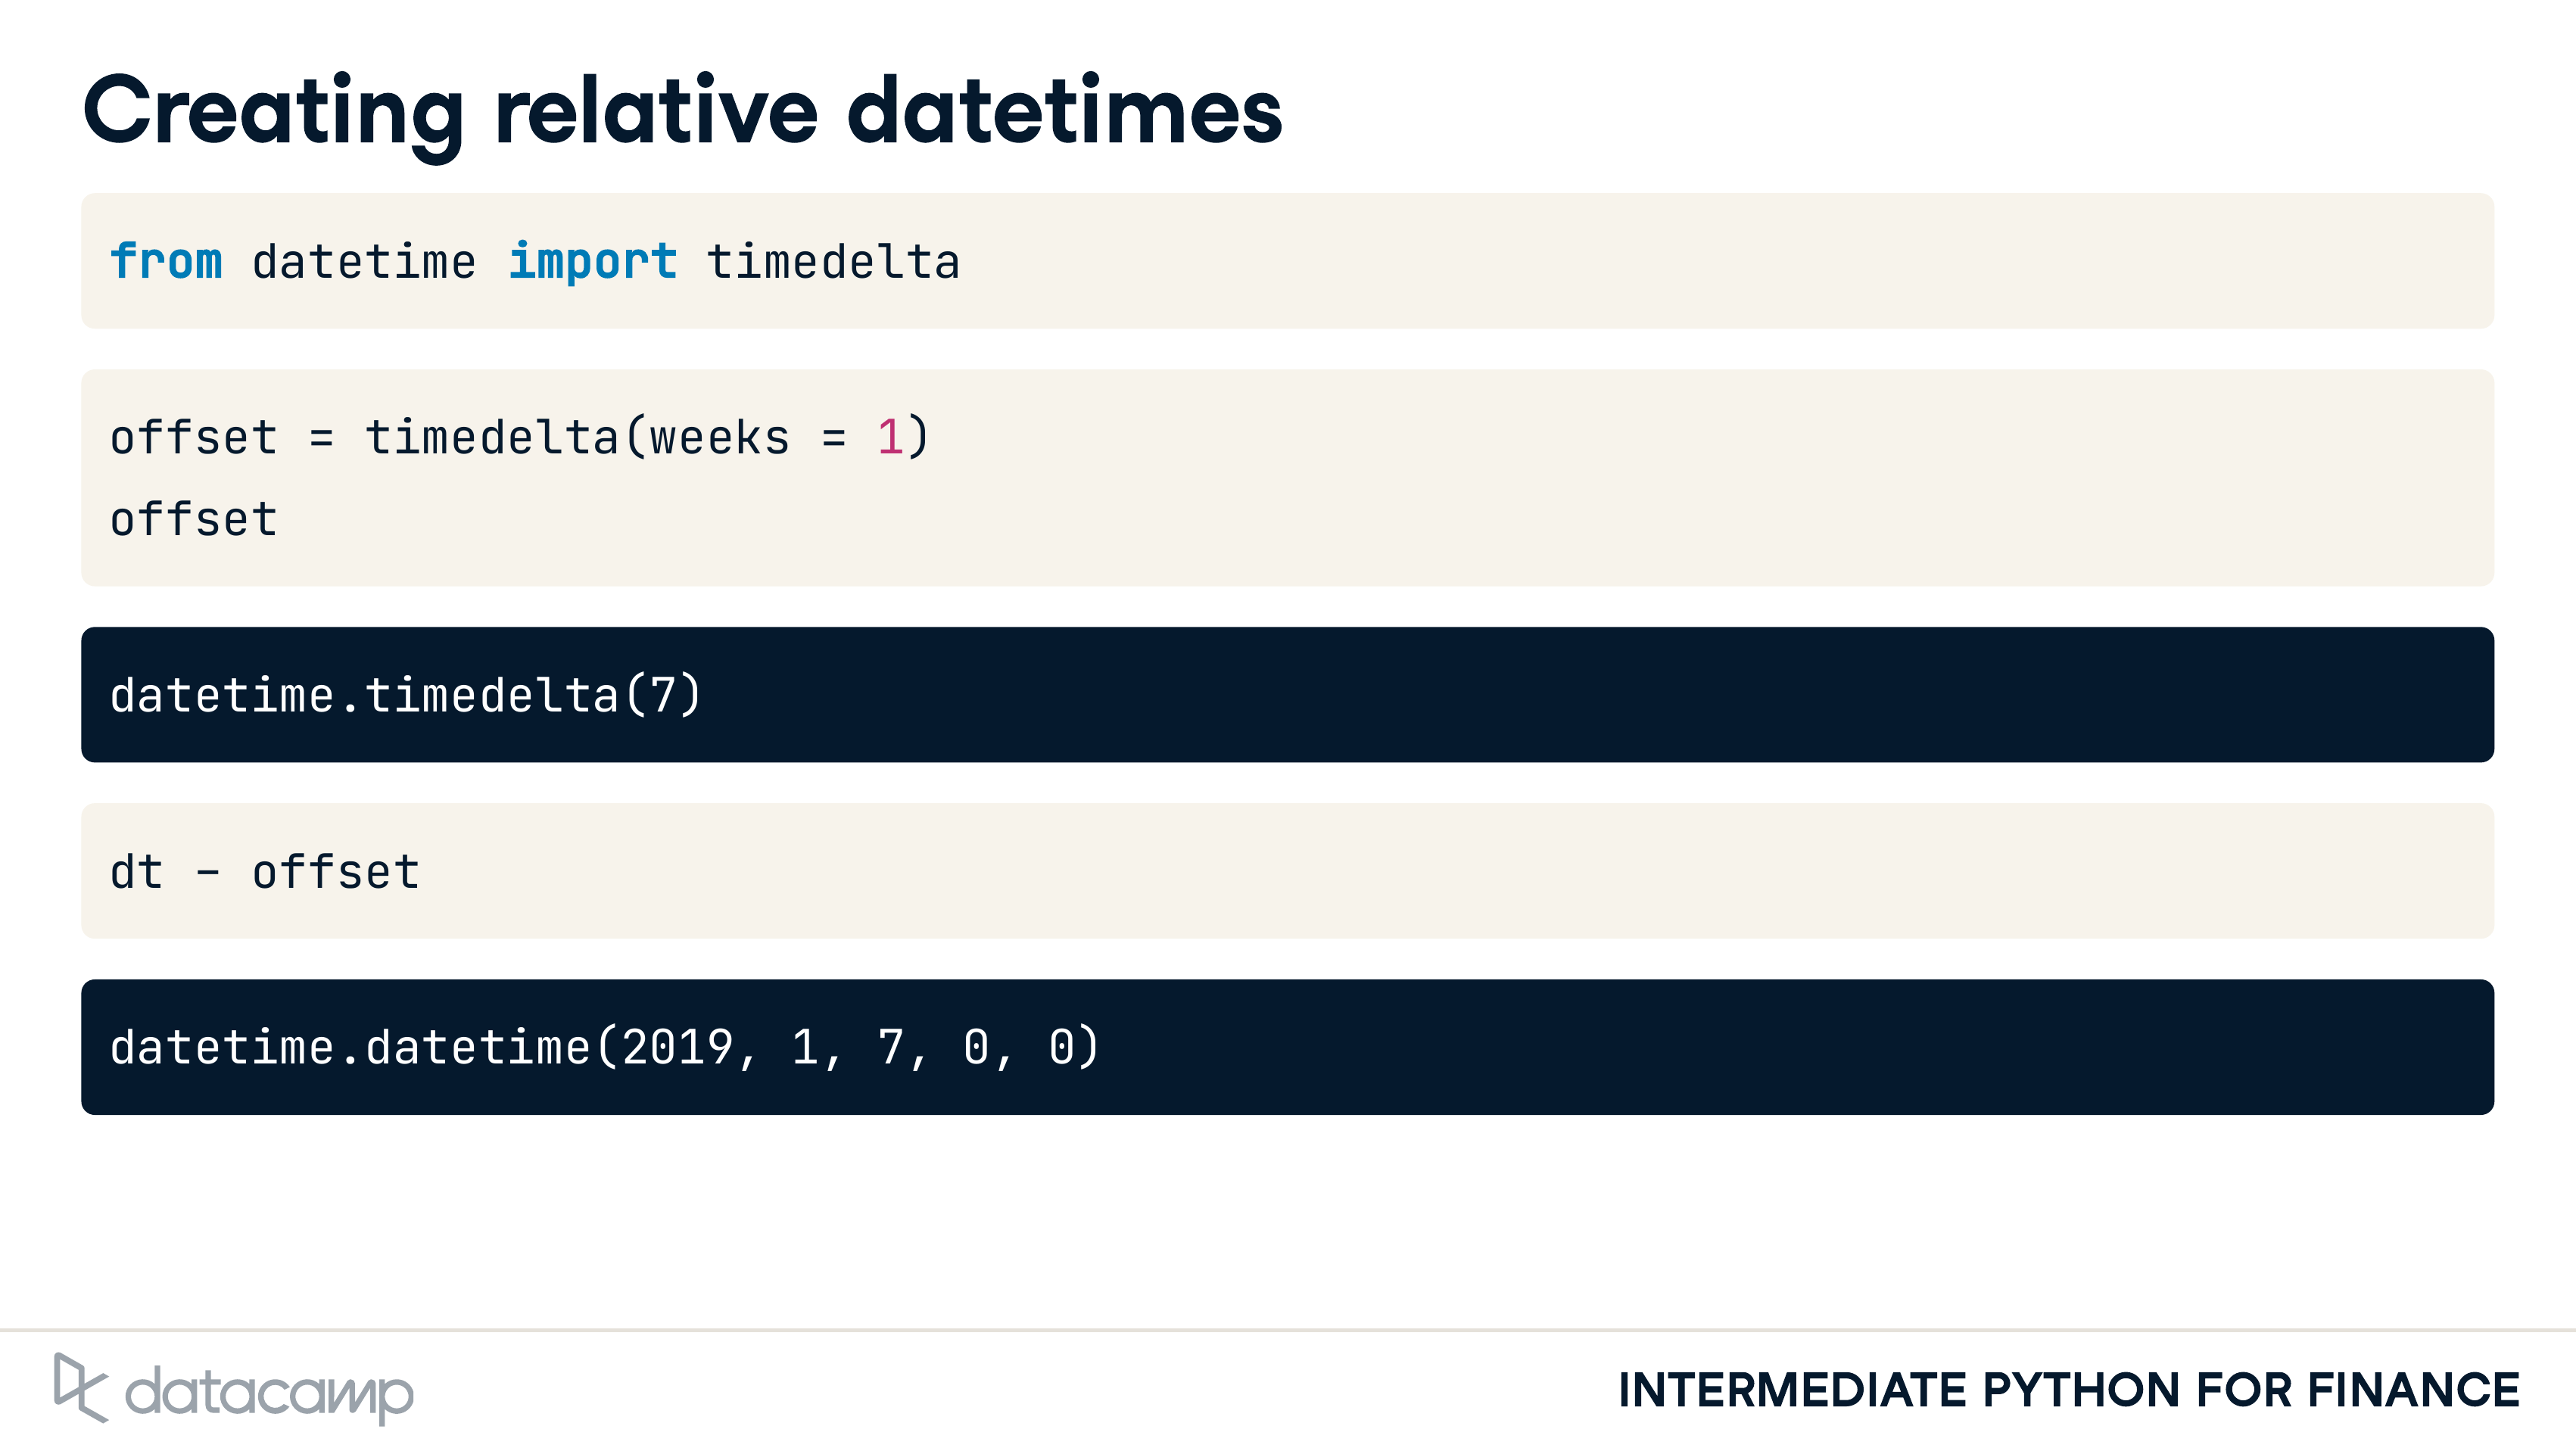 Creating relative datetimes
from datetime import timedelta
offset = timedelta(weeks = 1)
offset
datetime.timedelta(7)
dt - offset
datetime.datetime(2019, 1, 7, 0, 0)
datacamp
INTERMEDIATE PYTHON FOR FINANCE